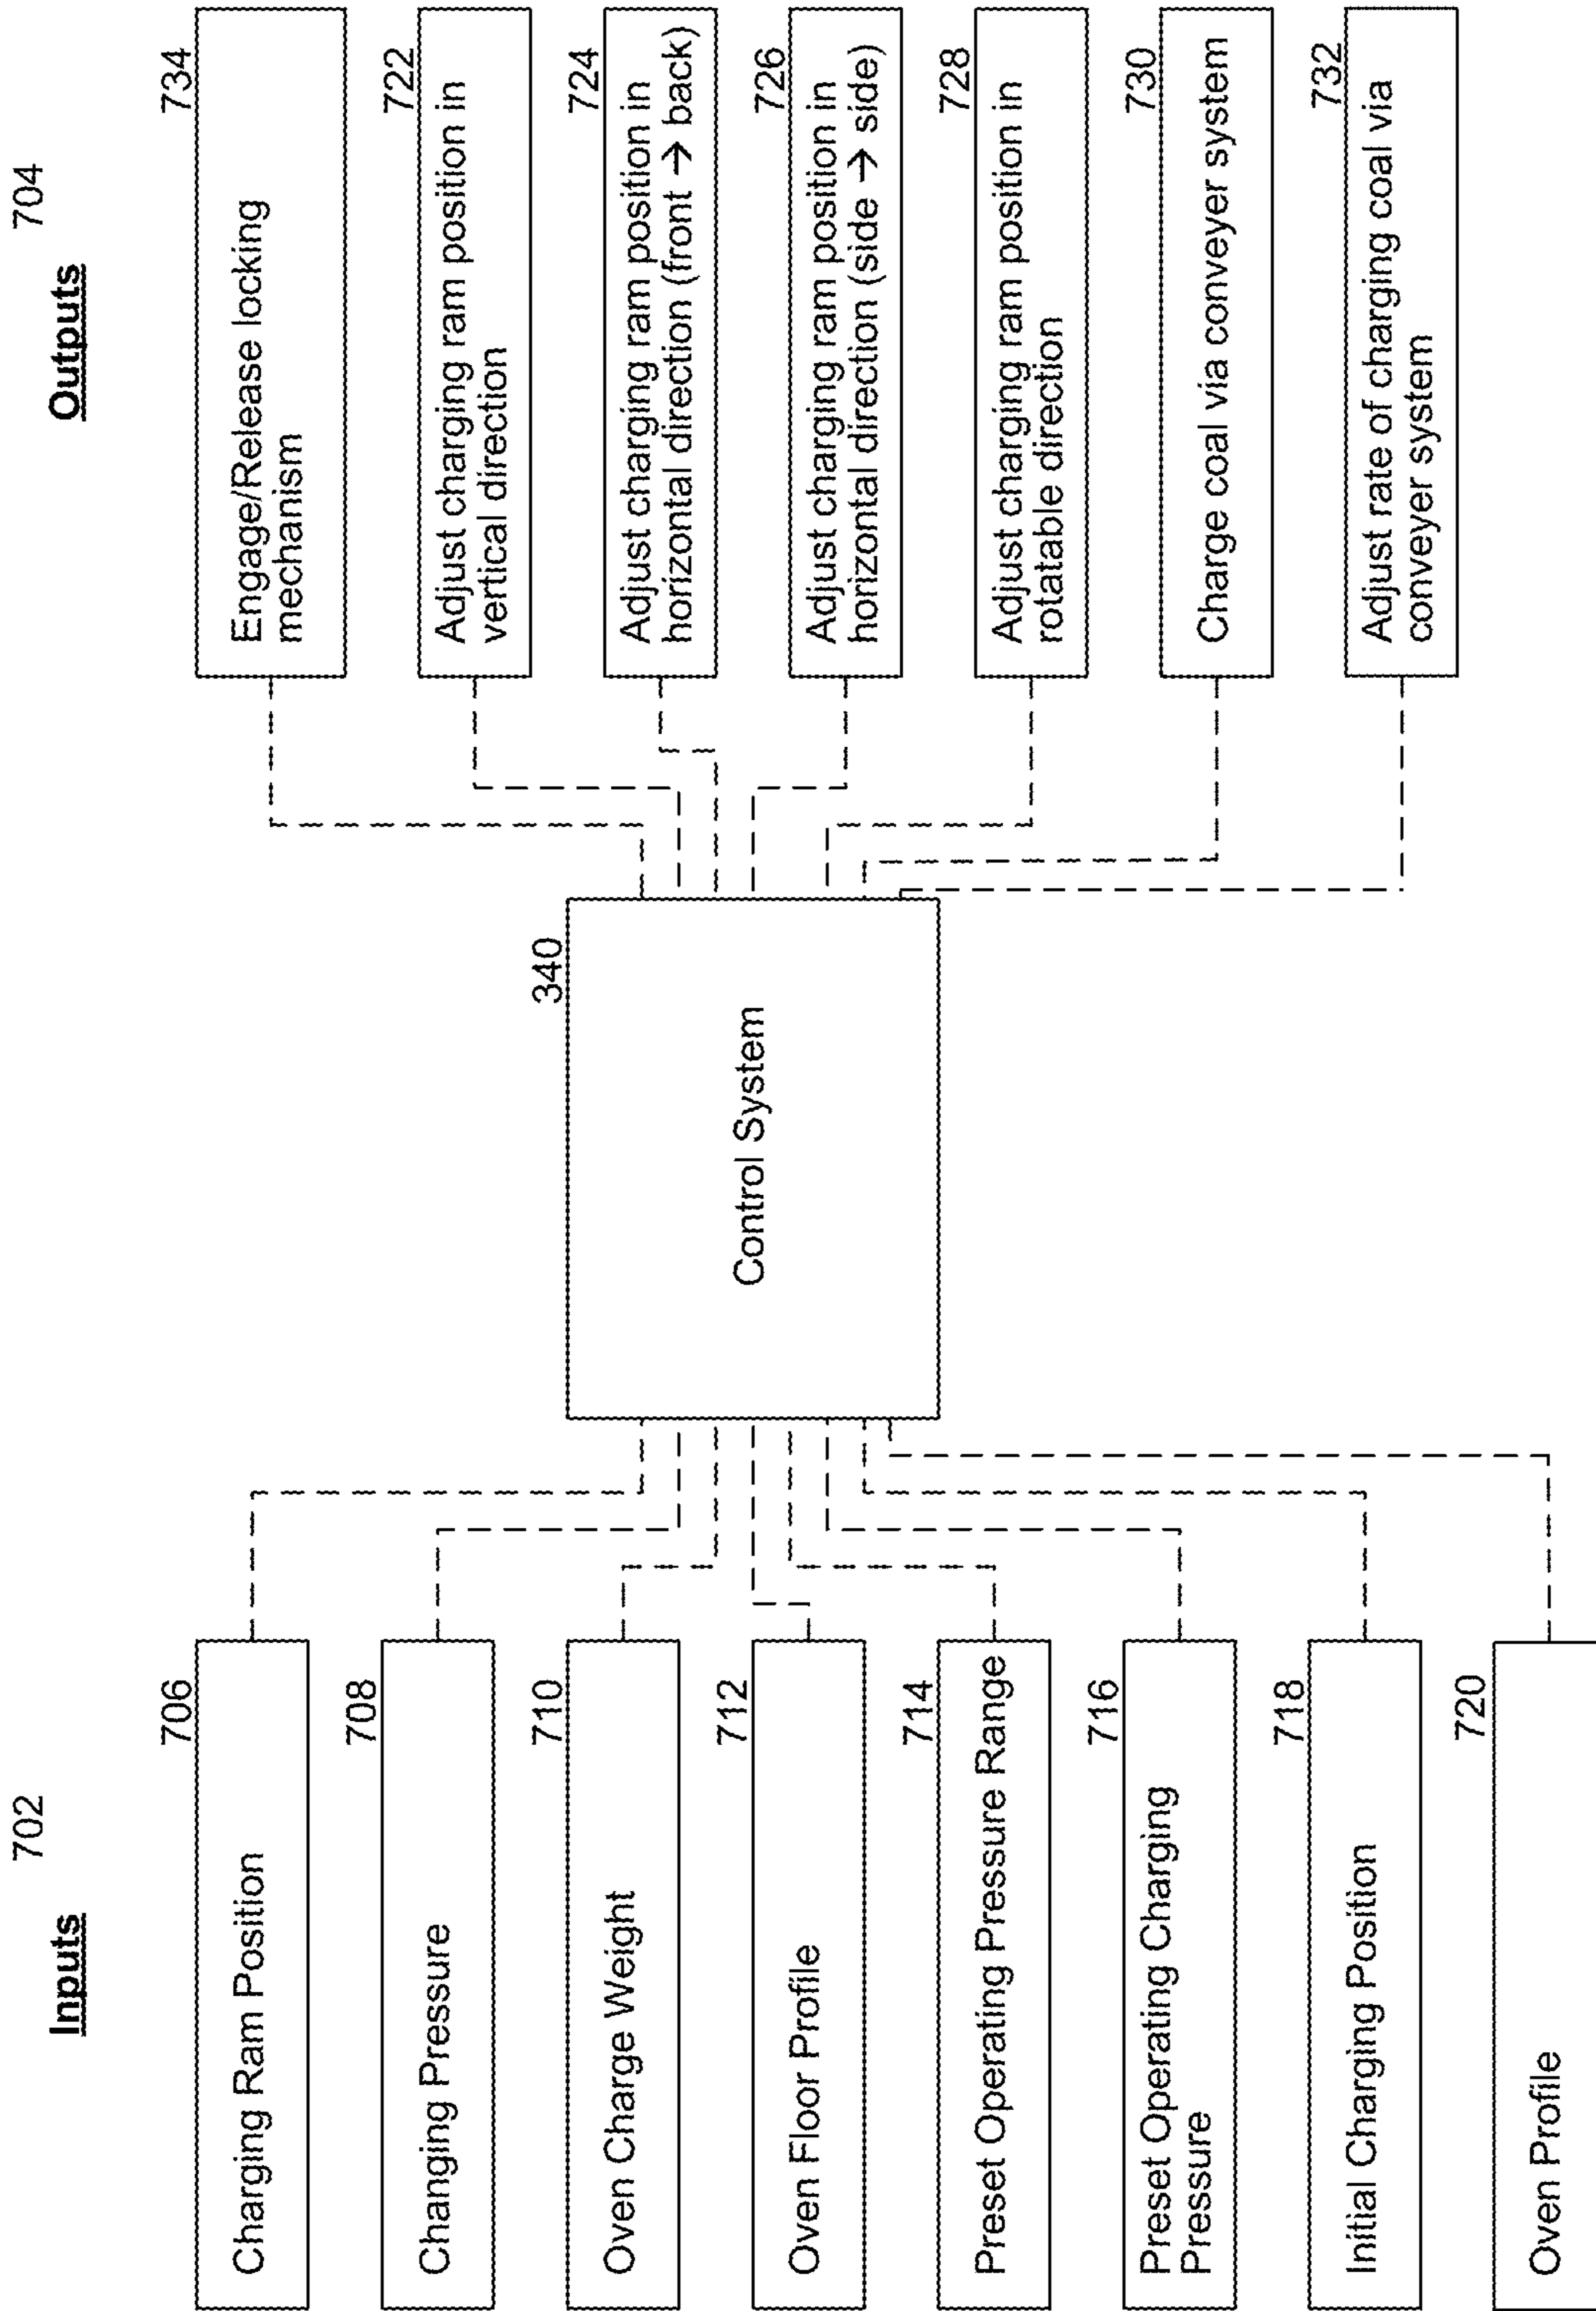 702
Inputs
706
Charging Ram Position
708
Changing Pressure
710
Oven Charge Weight
712
Oven Floor Profile
714
Preset Operating Pressure Range
716
Preset Operating Charging
Pressure
718
Initial Charging Position
720
Oven Profile
340
Control System
704
Outputs
734
Engage/Release locking
mechanism
722
Adjust charging ram position in
vertical direction
724
Adjust charging ram position in
horizontal direction (front → back)
726
Adjust charging ram position in
horizontal direction (side → side)
728
Adjust charging ram position in
rotatable direction
730
Charge coal via conveyer system
732
Adjust rate of charging coal via
conveyer system